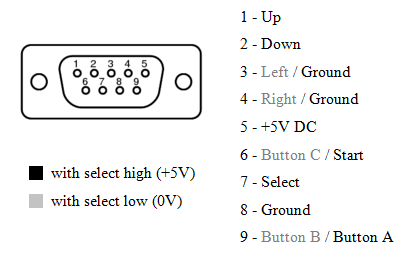 1 2 3 4 5
6 7 8 9
with select high (+5V)
with select low (0V)
1 - Up
2 - Down
3 - Left / Ground
4 - Right / Ground
5 - +5V DC
6 - Button C / Start
7 - Select
8 - Ground
9 - Button B / Button A